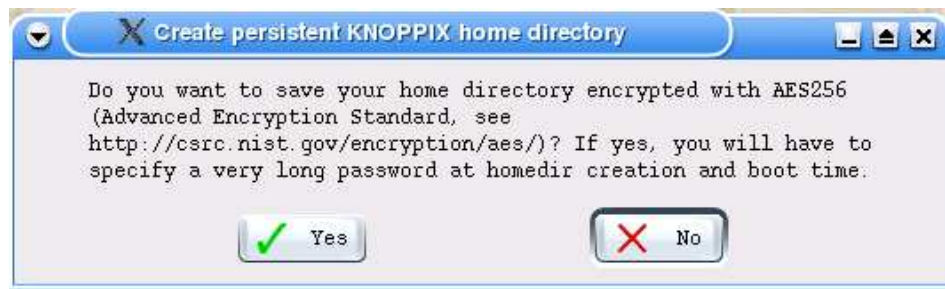 Create persistent KNOPPIX home directory
Do you want to save your home directory encrypted with AES256
(Advanced Encryption Standard, see
http://csrc.nist.gov/encryption/aes/)? If yes, you will have to
specify a very long password at homedir creation and boot time.
Yes No